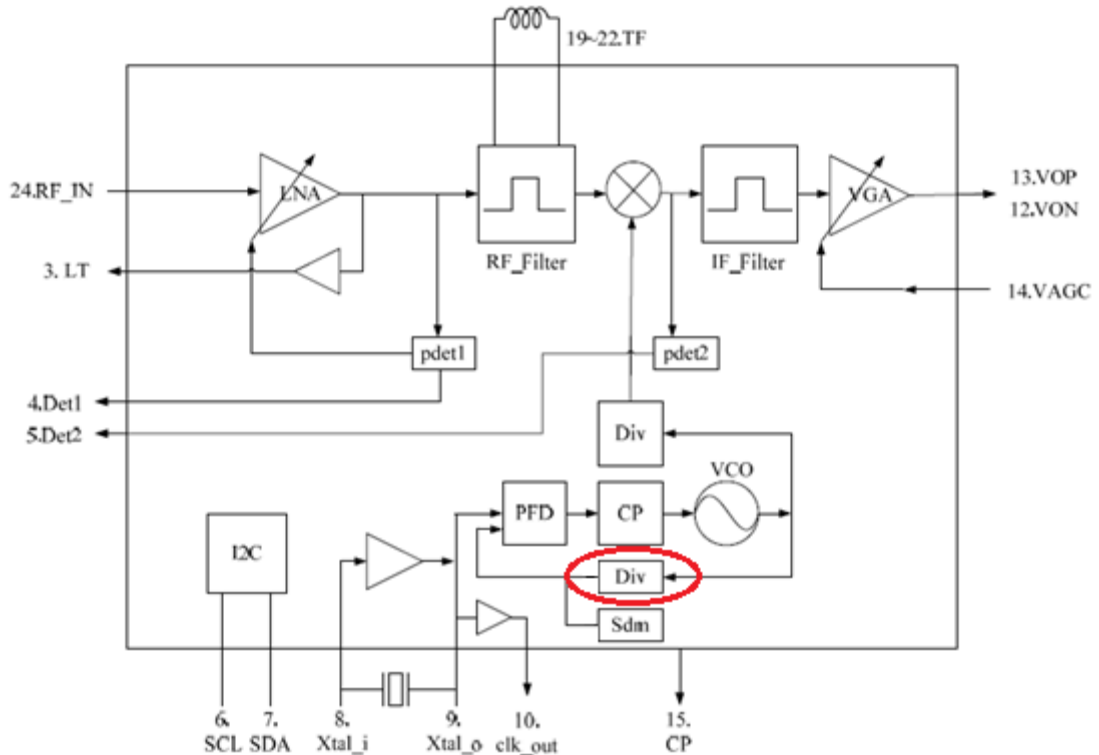 19~22.TF
24.RF_IN
LNA
VGA
13.VOP
12.VON
RF_Filter
IF_Filter
3. LT
14.VAGC
pdet1
pdet2
4.Det1
5.Det2
Div
VCO
PFD
CP
I2C
Div
Sdm
6.
7.
8.
9.
10.
15.
SCL
SDA
Xtal_i
Xtal_o
clk_out
CP